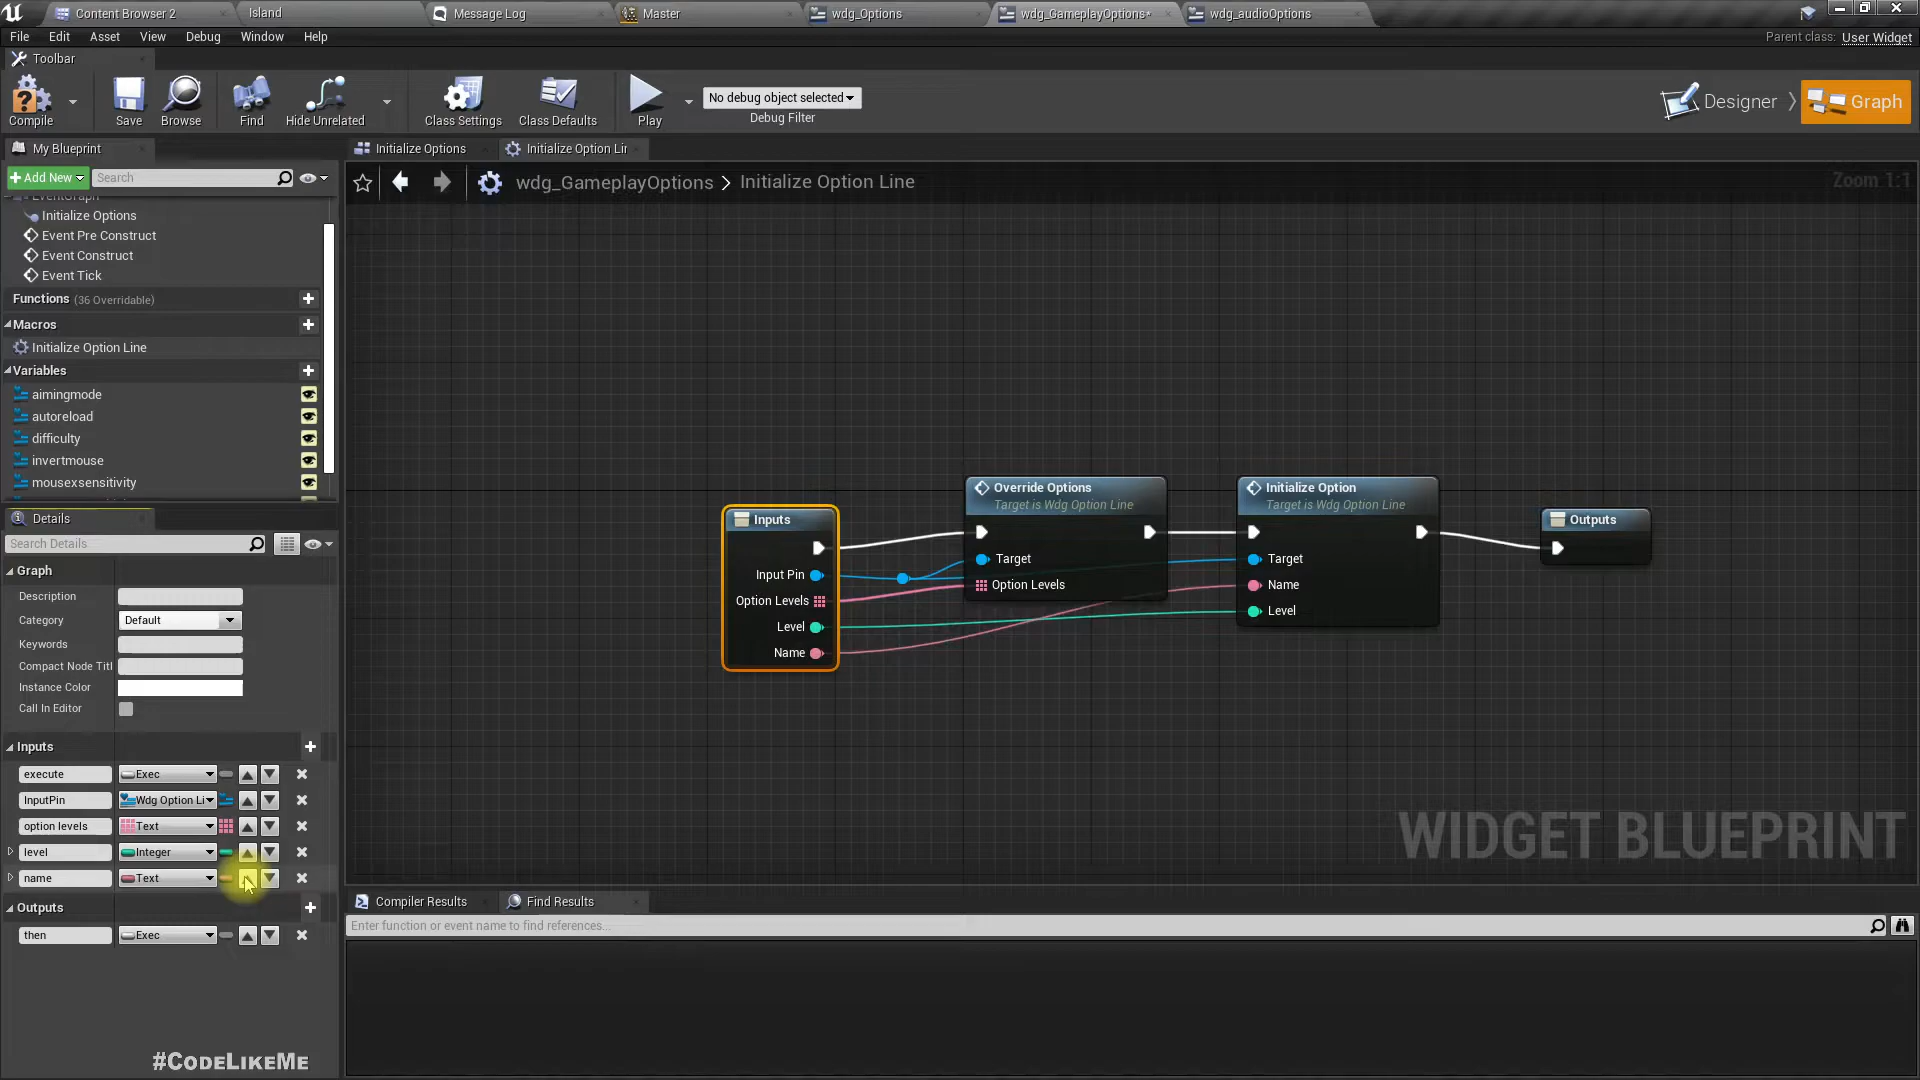 Content Browser 2
Island
Message Log
Master
wdg_Options
wdg_GameplayOptions*
wdg_audioOptions
File Edit Asset View Window Debug Help
Parent class: User Widget
Toolbar
Compile
Save
Browse
Find
Hide Unrelated
Class Settings
Class Defaults
Play
No debug object selected
Debug Filter
Designer
Graph
My Blueprint
Initialize Options
Initialize Option Lir
+ Add New
Search
wdg_GameplayOptions > Initialize Option Line
Zoom 1:1
EventGraph
Initialize Options
Event Pre Construct
Event Construct
Event Tick
Functions (36 Overridable)
Macros
Initialize Option Line
Variables
aimingmode
autoreload
difficulty
invertmouse
mousexsensitivity
Details
Search Details
Graph
Description
Category Default
Keywords
Compact Node Titl
Instance Color
Call In Editor
Inputs
execute Exec
InputPin Wdg Option Li
option levels Text
level Integer
name Text
Outputs
then Exec
Inputs
Input Pin
Option Levels
Level
Name
Override Options
Target is Wdg Option Line
Target
Option Levels
Initialize Option
Target is Wdg Option Line
Target
Name
Level
Outputs
WIDGET BLUEPRINT
Compiler Results
Find Results
Enter function or event name to find references...
#CodeLikeMe